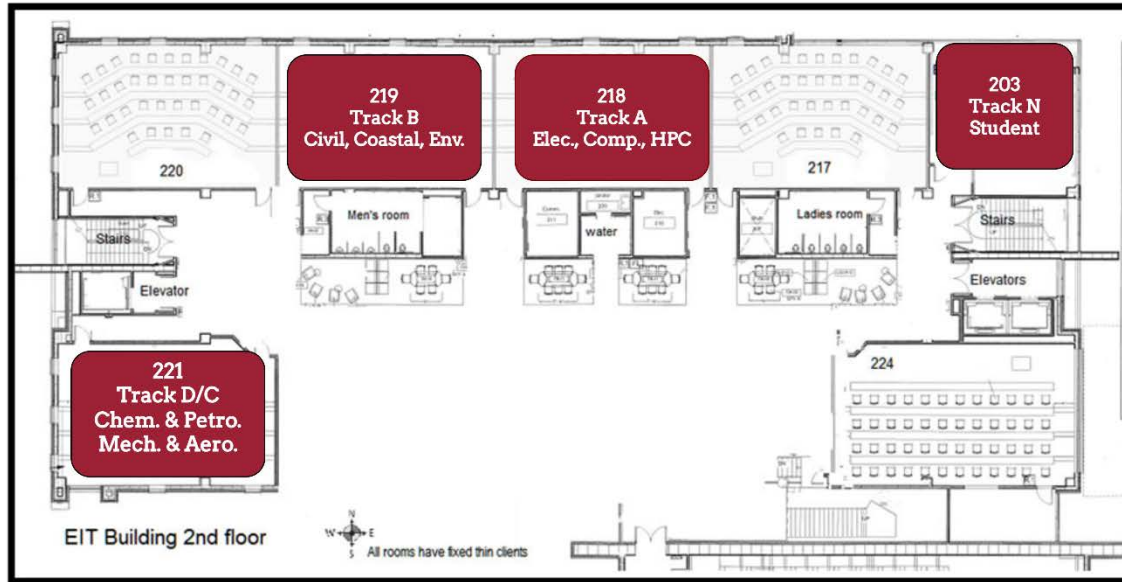 219
Track B
Civil, Coastal, Env.
218
Track A
Elec., Comp., HPC
203
Track N
Student
220
217
Men's room
water
Ladies room
Stairs
Stairs
Elevator
Elevators
221
Track D/C
Chem. & Petro.
Mech. & Aero.
224
EIT Building 2nd floor
N
W E
S
All rooms have fixed thin clients